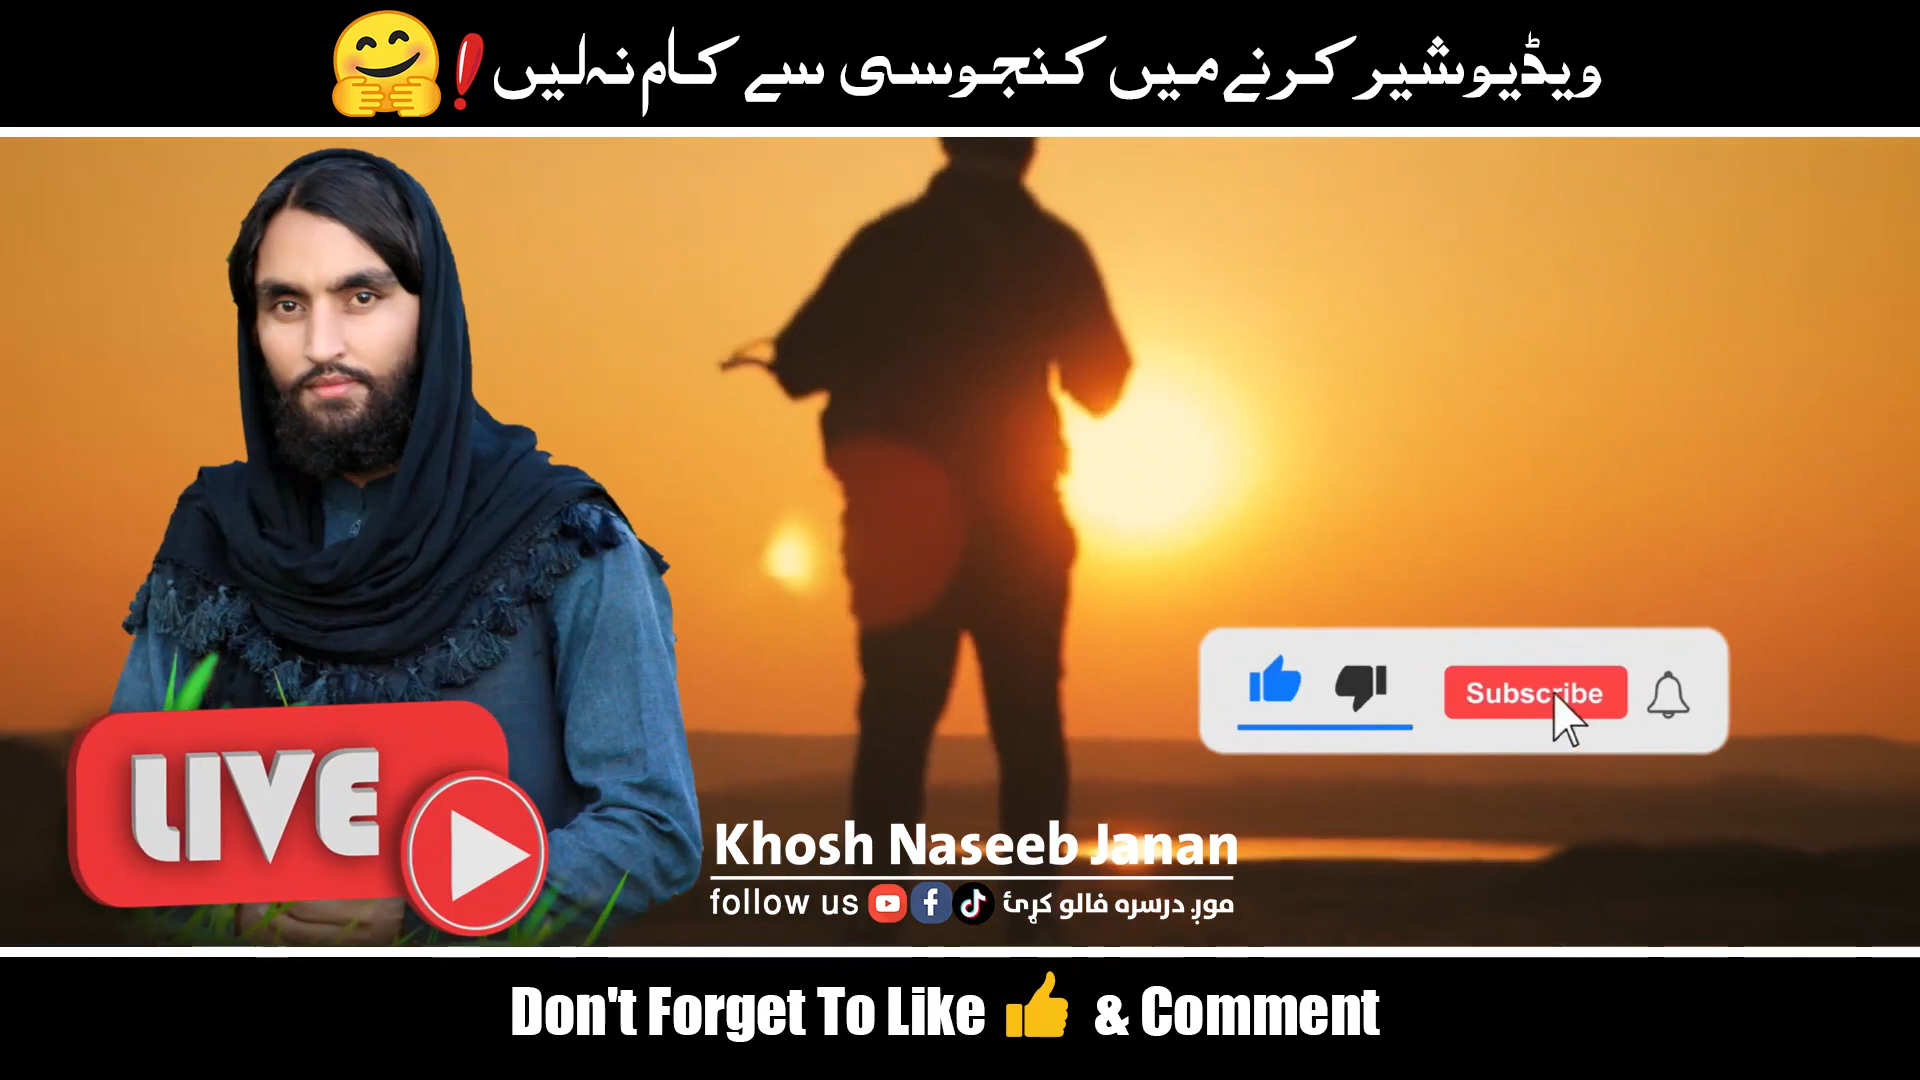 ویڈیو شیر کرنے میں کنجوسی سے کام نہ لیں❗
Subscribe
LIVE
Khosh Naseeb Janan
follow us موږ درسره فالو کړئ
Don't Forget To Like 👍 & Comment